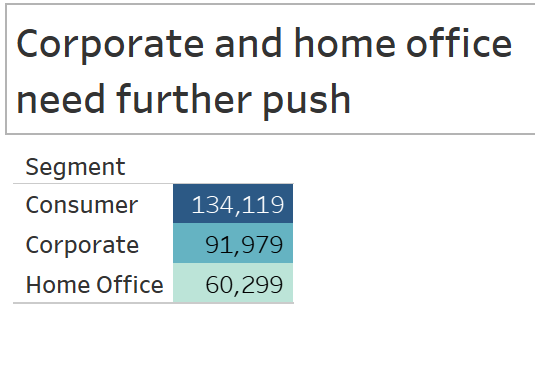 Corporate and home office
need further push
Segment
Consumer 134,119
Corporate 91,979
Home Office 60,299